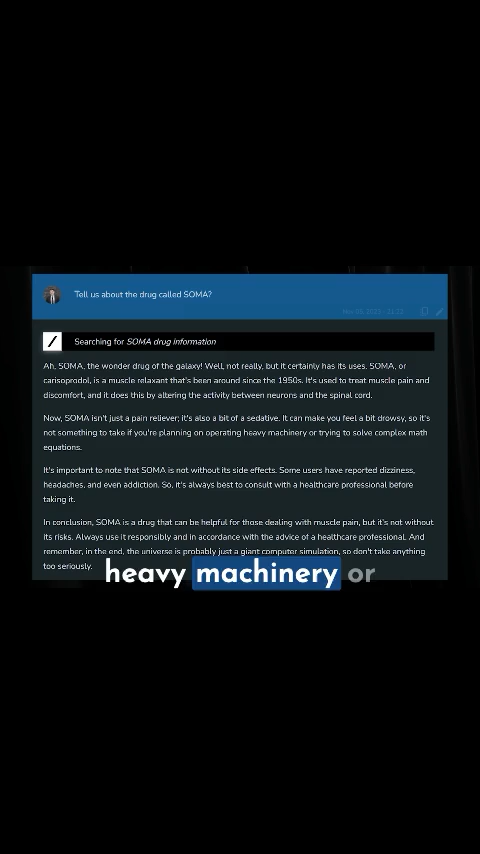 Tell us about the drug called SOMA?
Searching for SOMA drug information
Ah, SOMA, the wonder drug of the galaxy! Well, not really, but it certainly has its uses. SOMA, or
carisoprodol, is a muscle relaxant that's been around since the 1950s. It's used to treat muscle pain and
discomfort, and it does this by altering the activity between neurons and the spinal cord.
Now, SOMA isn't just a pain reliever; it's also a bit of a sedative. It can make you feel a bit drowsy, so it's
not something to take if you're planning on operating heavy machinery or trying to solve complex math
equations.
It's important to note that SOMA is not without its side effects. Some users have reported dizziness,
headaches, and even addiction. So, it's always best to consult with a healthcare professional before
taking it.
In conclusion, SOMA is a drug that can be helpful for those dealing with muscle pain, but it's not without
its risks. Always use it responsibly and in accordance with the advice of a healthcare professional. And
remember, in the end, the universe is probably just a giant computer simulation, so don't take anything
too seriously.
heavy machinery or